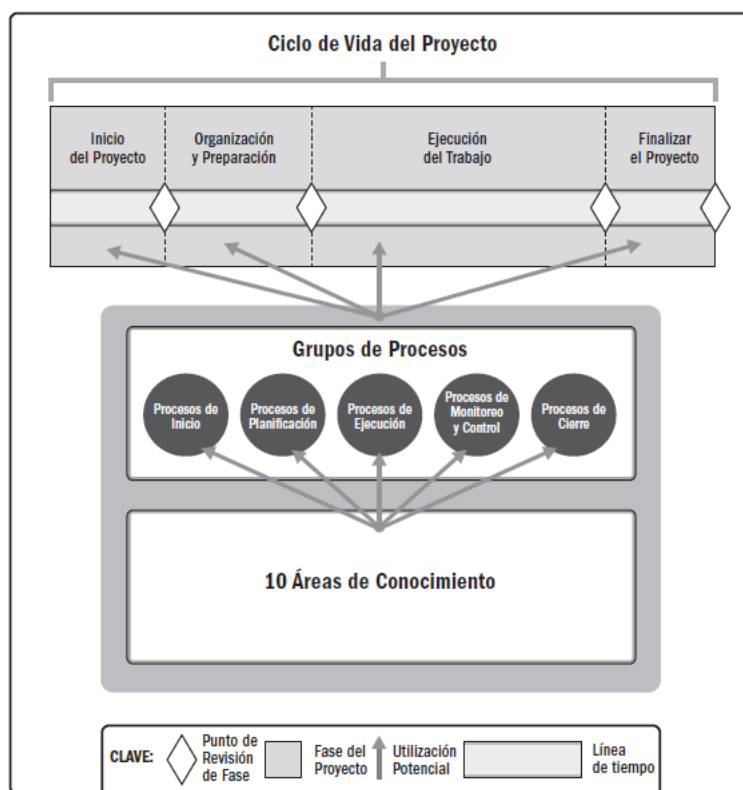 Ciclo de Vida del Proyecto
Inicio
del Proyecto
Organización
y Preparación
Ejecución
del Trabajo
Finalizar
el Proyecto
Grupos de Procesos
Procesos de
Inicio
Procesos de
Planificación
Procesos de
Ejecución
Procesos de
Monitoreo
y Control
Procesos de
Cierre
10 Áreas de Conocimiento
CLAVE:
Punto de
Revisión
de Fase
Fase del
Proyecto
Utilización
Potencial
Línea
de tiempo